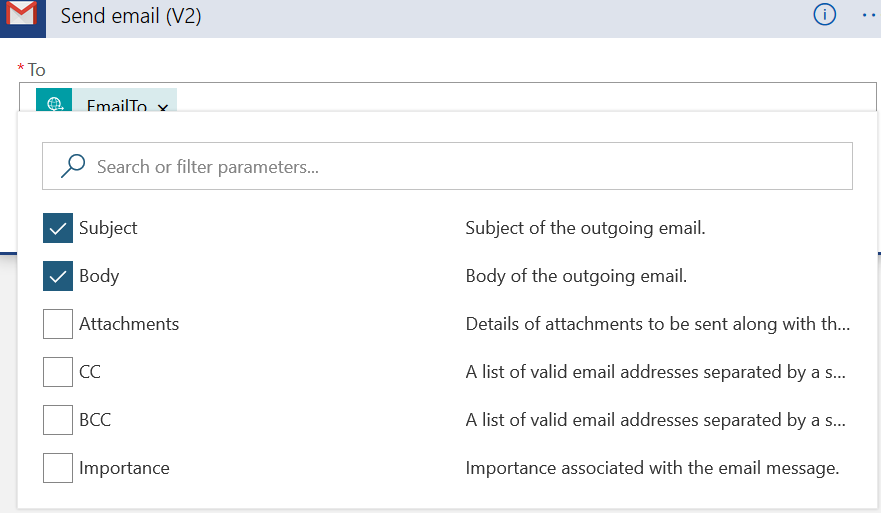 Send email (V2)
* To
EmailTo ×
Search or filter parameters...
Subject Subject of the outgoing email.
Body Body of the outgoing email.
Attachments Details of attachments to be sent along with th...
CC A list of valid email addresses separated by a s...
BCC A list of valid email addresses separated by a s...
Importance Importance associated with the email message.